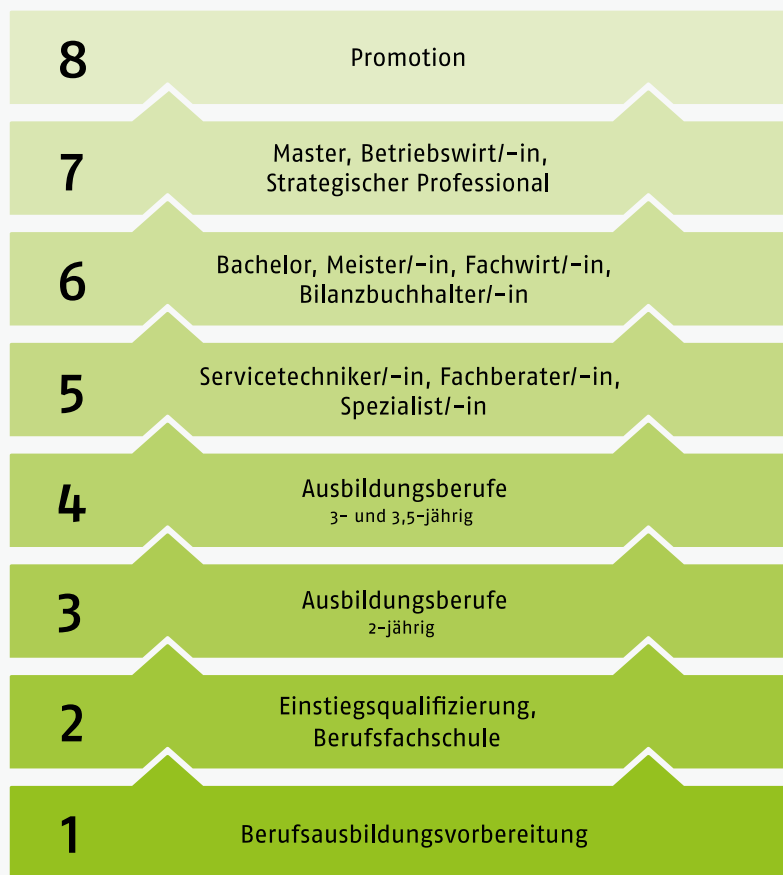 8
Promotion
7
Master, Betriebswirt/-in,
Strategischer Professional
6
Bachelor, Meister/-in, Fachwirt/-in,
Bilanzbuchhalter/-in
5
Servicetechniker/-in, Fachberater/-in,
Spezialist/-in
4
Ausbildungsberufe
3- und 3,5-jährig
3
Ausbildungsberufe
2-jährig
2
Einstiegsqualifizierung,
Berufsfachschule
1
Berufsausbildungsvorbereitung